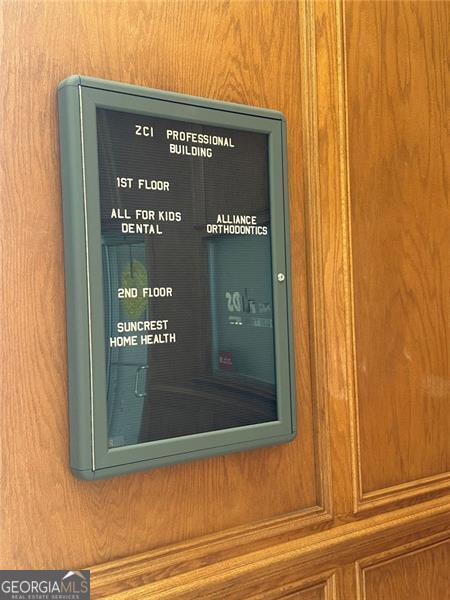 ZCI PROFESSIONAL
BUILDING
1ST FLOOR
ALL FOR KIDS
DENTAL
ALLIANCE
ORTHODONTICS
2ND FLOOR
SUNCREST
HOME HEALTH
GEORGIAMLS
REAL ESTATE SERVICES